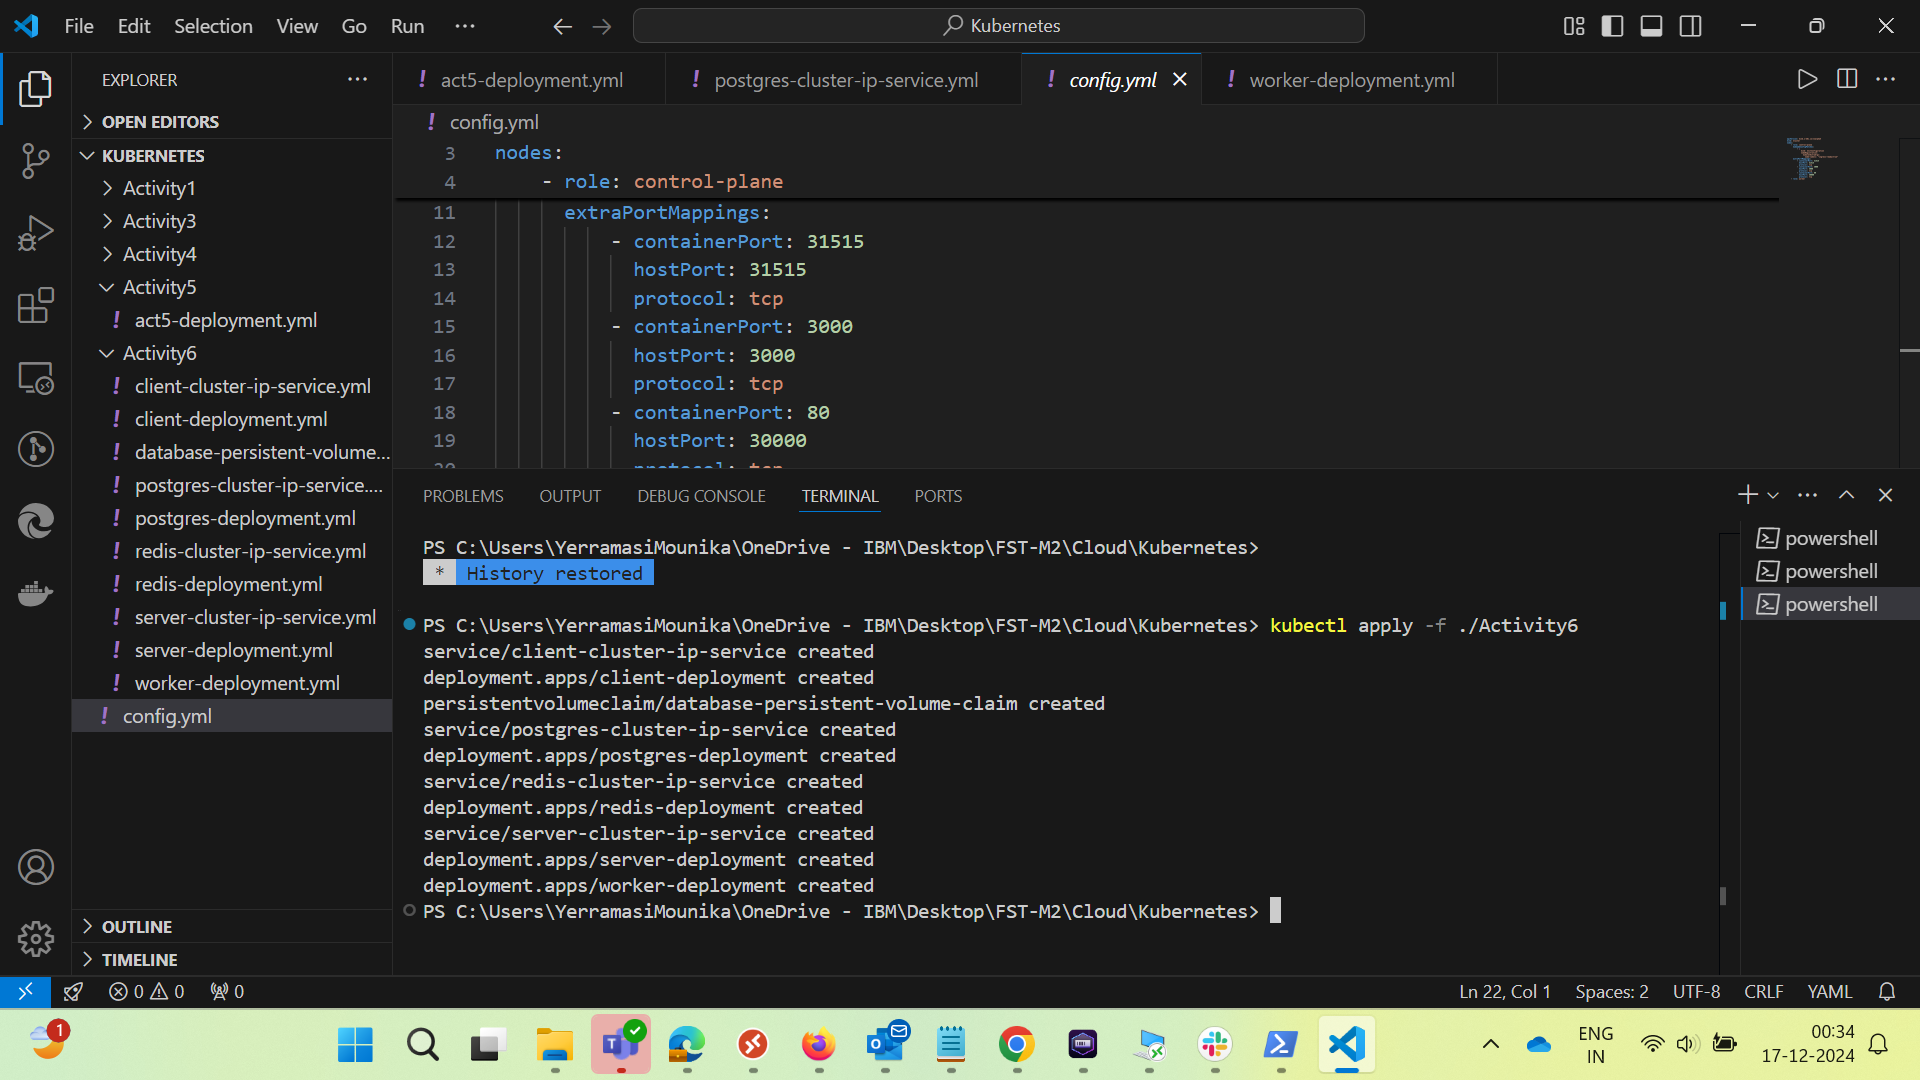 File Edit Selection View Go Run ···
Kubernetes
EXPLORER
OPEN EDITORS
KUBERNETES
Activity1
Activity3
Activity4
Activity5
! act5-deployment.yml
Activity6
! client-cluster-ip-service.yml
! client-deployment.yml
! database-persistent-volume...
! postgres-cluster-ip-service....
! postgres-deployment.yml
! redis-cluster-ip-service.yml
! redis-deployment.yml
! server-cluster-ip-service.yml
! server-deployment.yml
! worker-deployment.yml
! config.yml
OUTLINE
TIMELINE
! act5-deployment.yml ! postgres-cluster-ip-service.yml ! config.yml ! worker-deployment.yml
! config.yml
3 nodes:
4 - role: control-plane
11 extraPortMappings:
12 - containerPort: 31515
13 hostPort: 31515
14 protocol: tcp
15 - containerPort: 3000
16 hostPort: 3000
17 protocol: tcp
18 - containerPort: 80
19 hostPort: 30000
20 protocol: tcp
PROBLEMS OUTPUT DEBUG CONSOLE TERMINAL PORTS
PS C:\Users\YerramasiMounika\OneDrive - IBM\Desktop\FST-M2\Cloud\Kubernetes>
* History restored
PS C:\Users\YerramasiMounika\OneDrive - IBM\Desktop\FST-M2\Cloud\Kubernetes> kubectl apply -f ./Activity6
service/client-cluster-ip-service created
deployment.apps/client-deployment created
persistentvolumeclaim/database-persistent-volume-claim created
service/postgres-cluster-ip-service created
deployment.apps/postgres-deployment created
service/redis-cluster-ip-service created
deployment.apps/redis-deployment created
service/server-cluster-ip-service created
deployment.apps/server-deployment created
deployment.apps/worker-deployment created
PS C:\Users\YerramasiMounika\OneDrive - IBM\Desktop\FST-M2\Cloud\Kubernetes>
powershell
powershell
powershell
0 0 0
Ln 22, Col 1 Spaces: 2 UTF-8 CRLF YAML
1
ENG
IN
00:34
17-12-2024